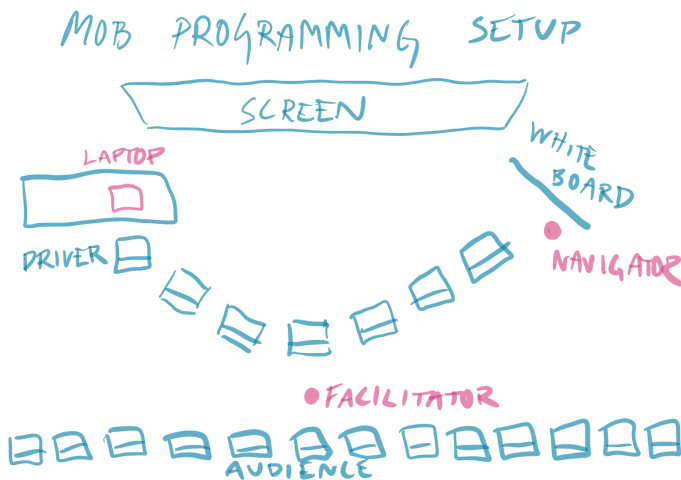 MOB PROGRAMMING SETUP
SCREEN
LAPTOP
WHITE
BOARD
DRIVER
NAVIGATOR
FACILITATOR
AUDIENCE